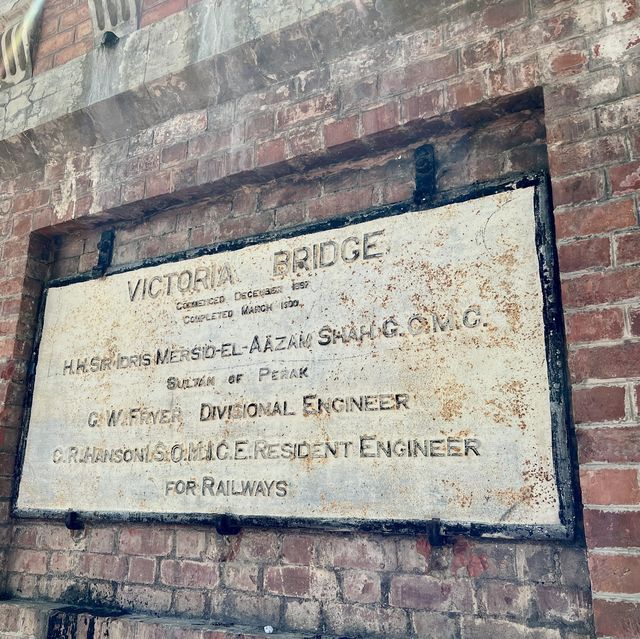 VICTORIA BRIDGE
COMMENCED DECEMBER 1897
COMPLETED MARCH 1900
H.H. SIR IDRIS MERSID-EL-AÄZAM SHAH G.C.M.G.
SULTAN OF PERAK
G.W. FRYER DIVISIONAL ENGINEER
C.R. HANSON I.S.O.M.I.C.E. RESIDENT ENGINEER
FOR RAILWAYS